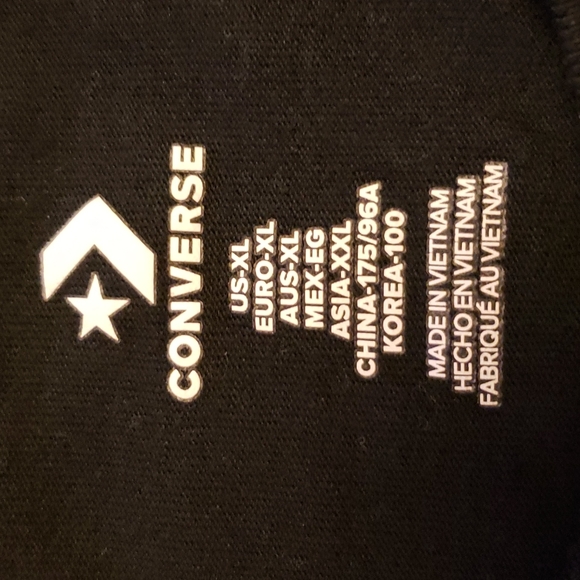 CONVERSE
US-XL
EURO-XL
AUS-XL
MEX-EG
ASIA-XXL
CHINA-175/96A
KOREA-100
MADE IN VIETNAM
HECHO EN VIETNAM
FABRIQUÉ AU VIETNAM